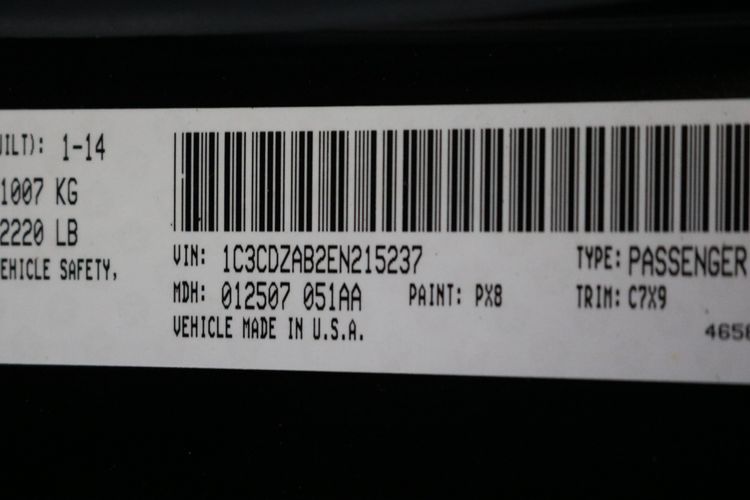 UILT): 1-14
1007 KG
2220 LB
EHICLE SAFETY,
VIN: 1C3CDZAB2EN215237 TYPE: PASSENGER
MDH: 012507 051AA PAINT: PX8 TRIM: C7X9
VEHICLE MADE IN U.S.A.
465